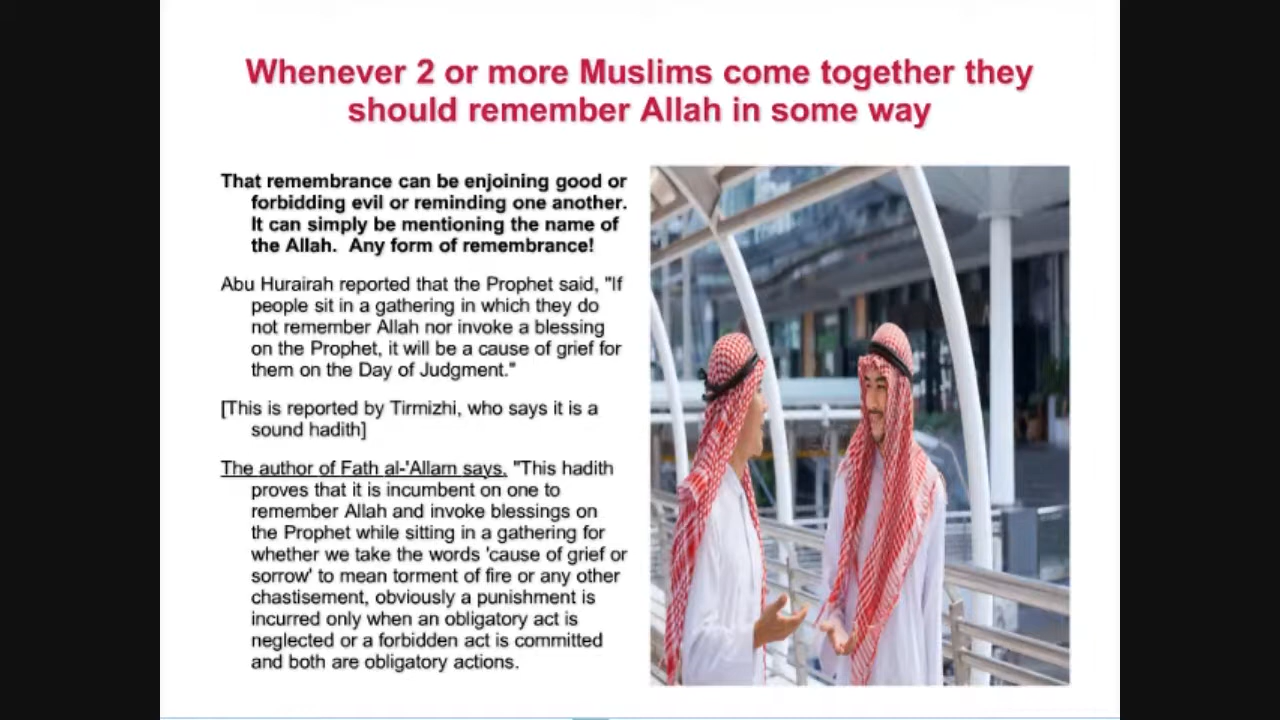 Whenever 2 or more Muslims come together they
should remember Allah in some way
That remembrance can be enjoining good or
forbidding evil or reminding one another.
It can simply be mentioning the name of
the Allah.  Any form of remembrance!
Abu Hurairah reported that the Prophet said, "If
people sit in a gathering in which they do
not remember Allah nor invoke a blessing
on the Prophet, it will be a cause of grief for
them on the Day of Judgment."
[This is reported by Tirmizhi, who says it is a
sound hadith]
The author of Fath al-'Allam says, "This hadith
proves that it is incumbent on one to
remember Allah and invoke blessings on
the Prophet while sitting in a gathering for
whether we take the words 'cause of grief or
sorrow' to mean torment of fire or any other
chastisement, obviously a punishment is
incurred only when an obligatory act is
neglected or a forbidden act is committed
and both are obligatory actions.